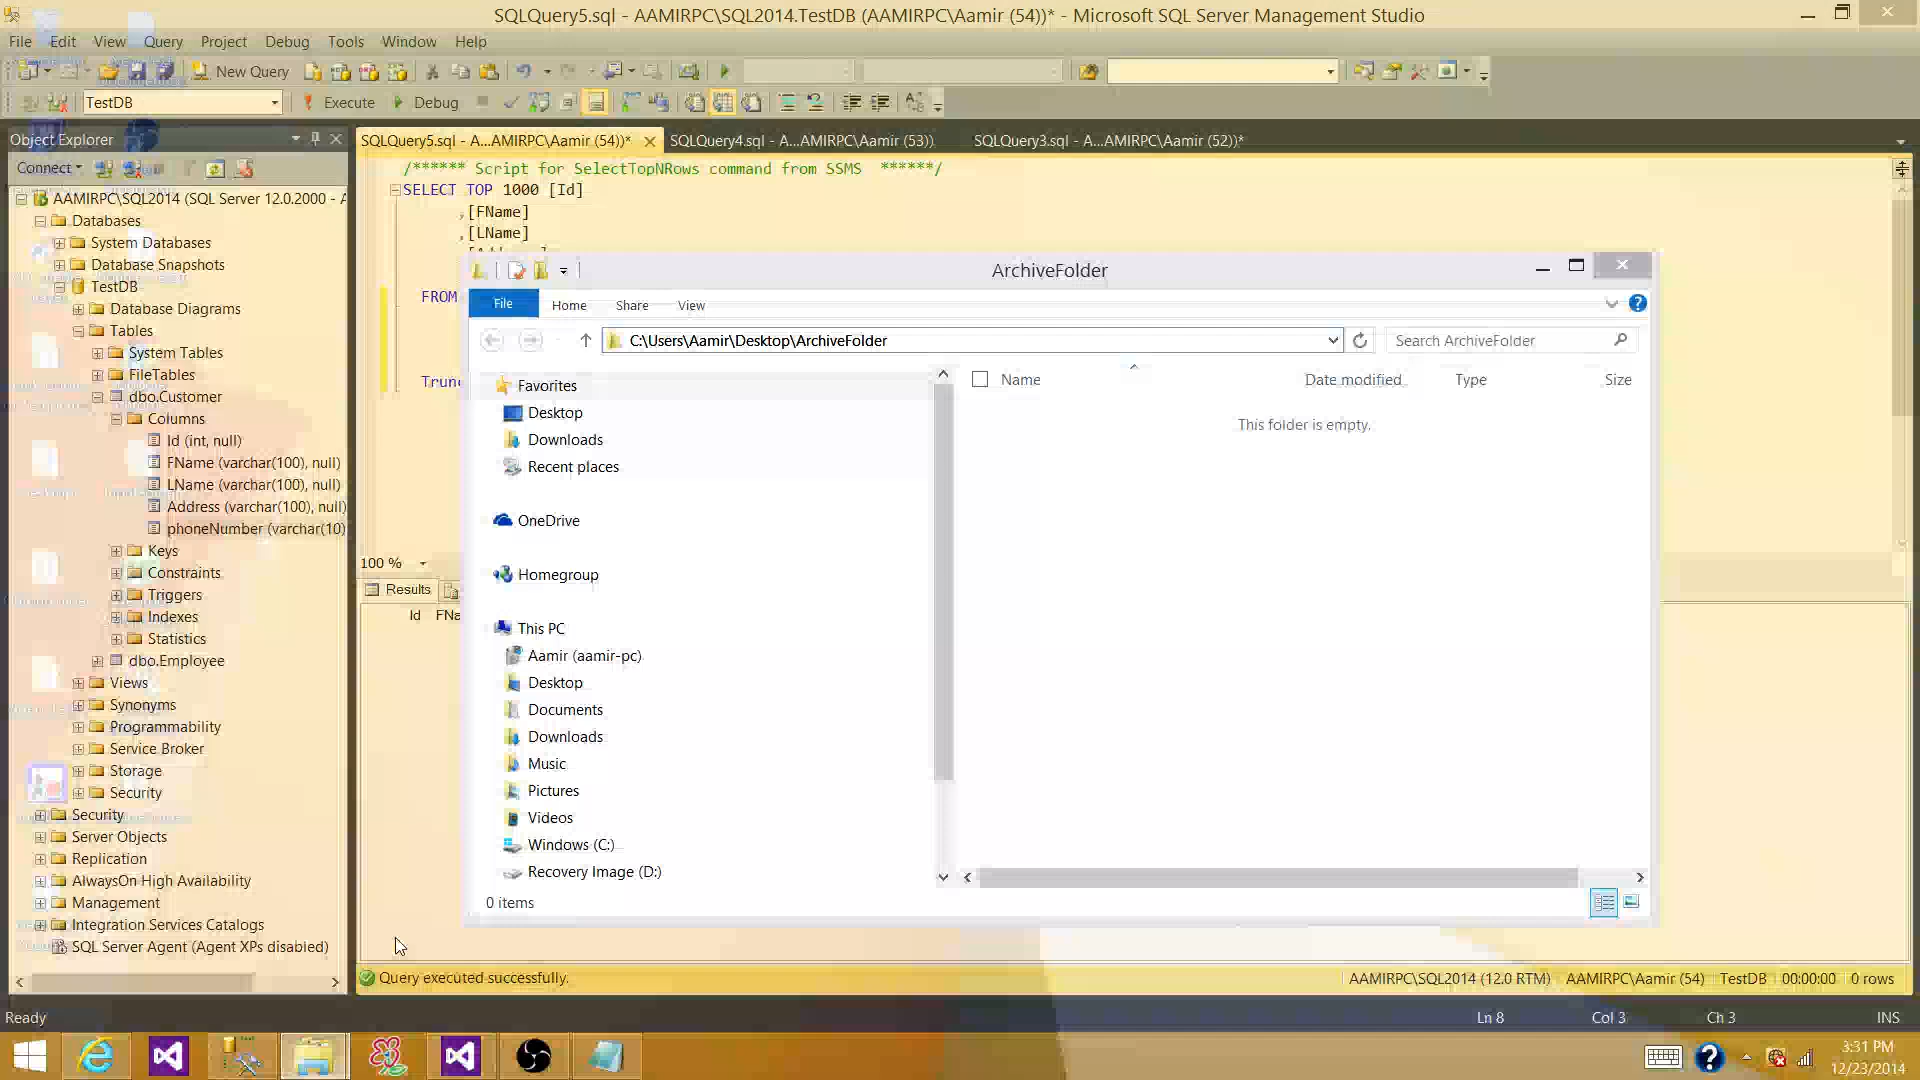 SQLQuery5.sql - AAMIRPC\SQL2014.TestDB (AAMIRPC\Aamir (54))* - Microsoft SQL Server Management Studio
File Edit View Query Project Debug Tools Window Help
New Query
TestDB Execute Debug
Object Explorer
SQLQuery5.sql - A...AMIRPC\Aamir (54))* SQLQuery4.sql - A...AMIRPC\Aamir (53)) SQLQuery3.sql - A...AMIRPC\Aamir (52))*
Connect
/****** Script for SelectTopNRows command from SSMS ******/
SELECT TOP 1000 [Id]
,[FName]
,[LName]
FROM
Trunc
AAMIRPC\SQL2014 (SQL Server 12.0.2000 - A
Databases
System Databases
Database Snapshots
TestDB
Database Diagrams
Tables
System Tables
FileTables
dbo.Customer
Columns
Id (int, null)
FName (varchar(100), null)
LName (varchar(100), null)
Address (varchar(100), null)
phoneNumber (varchar(10)
Keys
Constraints
Triggers
Indexes
Statistics
dbo.Employee
Views
Synonyms
Programmability
Service Broker
Storage
Security
Security
Server Objects
Replication
AlwaysOn High Availability
Management
Integration Services Catalogs
SQL Server Agent (Agent XPs disabled)
100 %
Results
Id FNa
ArchiveFolder
File Home Share View
C:\Users\Aamir\Desktop\ArchiveFolder
Search ArchiveFolder
Favorites
Desktop
Downloads
Recent places
OneDrive
Homegroup
This PC
Aamir (aamir-pc)
Desktop
Documents
Downloads
Music
Pictures
Videos
Windows (C:)
Recovery Image (D:)
Name Date modified Type Size
This folder is empty.
0 items
Query executed successfully.
AAMIRPC\SQL2014 (12.0 RTM) AAMIRPC\Aamir (54) TestDB 00:00:00 0 rows
Ready Ln 8 Col 3 Ch 3 INS
3:31 PM
12/23/2014